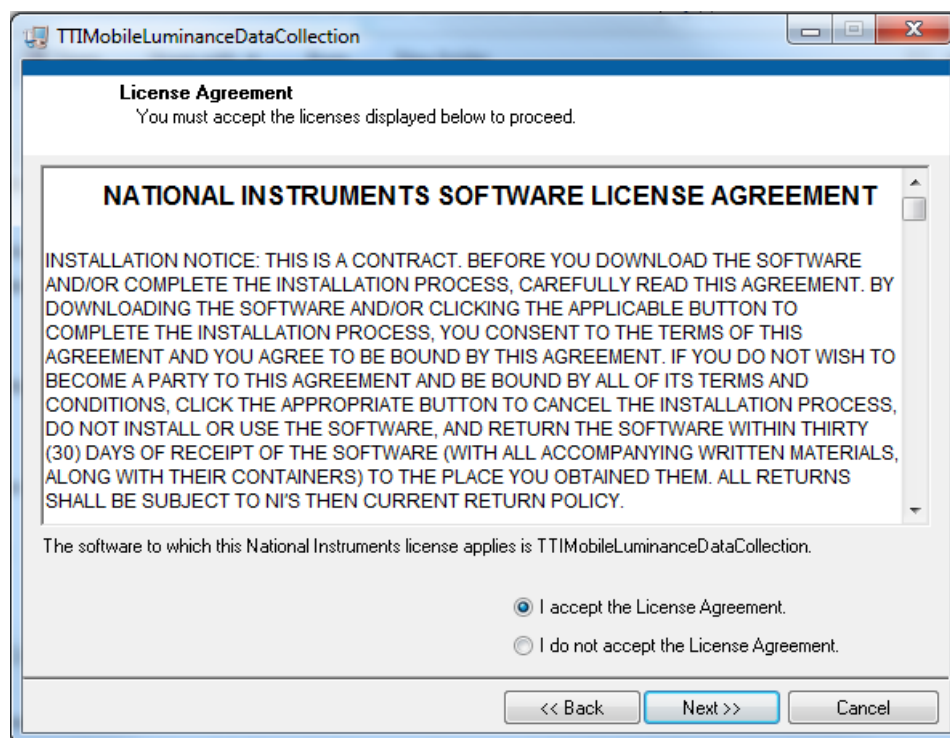 TTIMobileLuminanceDataCollection
License Agreement
You must accept the licenses displayed below to proceed.
NATIONAL INSTRUMENTS SOFTWARE LICENSE AGREEMENT
INSTALLATION NOTICE: THIS IS A CONTRACT. BEFORE YOU DOWNLOAD THE SOFTWARE
AND/OR COMPLETE THE INSTALLATION PROCESS, CAREFULLY READ THIS AGREEMENT. BY
DOWNLOADING THE SOFTWARE AND/OR CLICKING THE APPLICABLE BUTTON TO
COMPLETE THE INSTALLATION PROCESS, YOU CONSENT TO THE TERMS OF THIS
AGREEMENT AND YOU AGREE TO BE BOUND BY THIS AGREEMENT. IF YOU DO NOT WISH TO
BECOME A PARTY TO THIS AGREEMENT AND BE BOUND BY ALL OF ITS TERMS AND
CONDITIONS, CLICK THE APPROPRIATE BUTTON TO CANCEL THE INSTALLATION PROCESS,
DO NOT INSTALL OR USE THE SOFTWARE, AND RETURN THE SOFTWARE WITHIN THIRTY
(30) DAYS OF RECEIPT OF THE SOFTWARE (WITH ALL ACCOMPANYING WRITTEN MATERIALS,
ALONG WITH THEIR CONTAINERS) TO THE PLACE YOU OBTAINED THEM. ALL RETURNS
SHALL BE SUBJECT TO NI'S THEN CURRENT RETURN POLICY.
The software to which this National Instruments license applies is TTIMobileLuminanceDataCollection.
I accept the License Agreement.
I do not accept the License Agreement.
<< Back
Next >>
Cancel